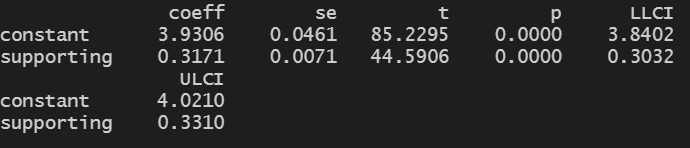 coeff se t p LLCI
constant 3.9306 0.0461 85.2295 0.0000 3.8402
supporting 0.3171 0.0071 44.5906 0.0000 0.3032
ULCI
constant 4.0210
supporting 0.3310